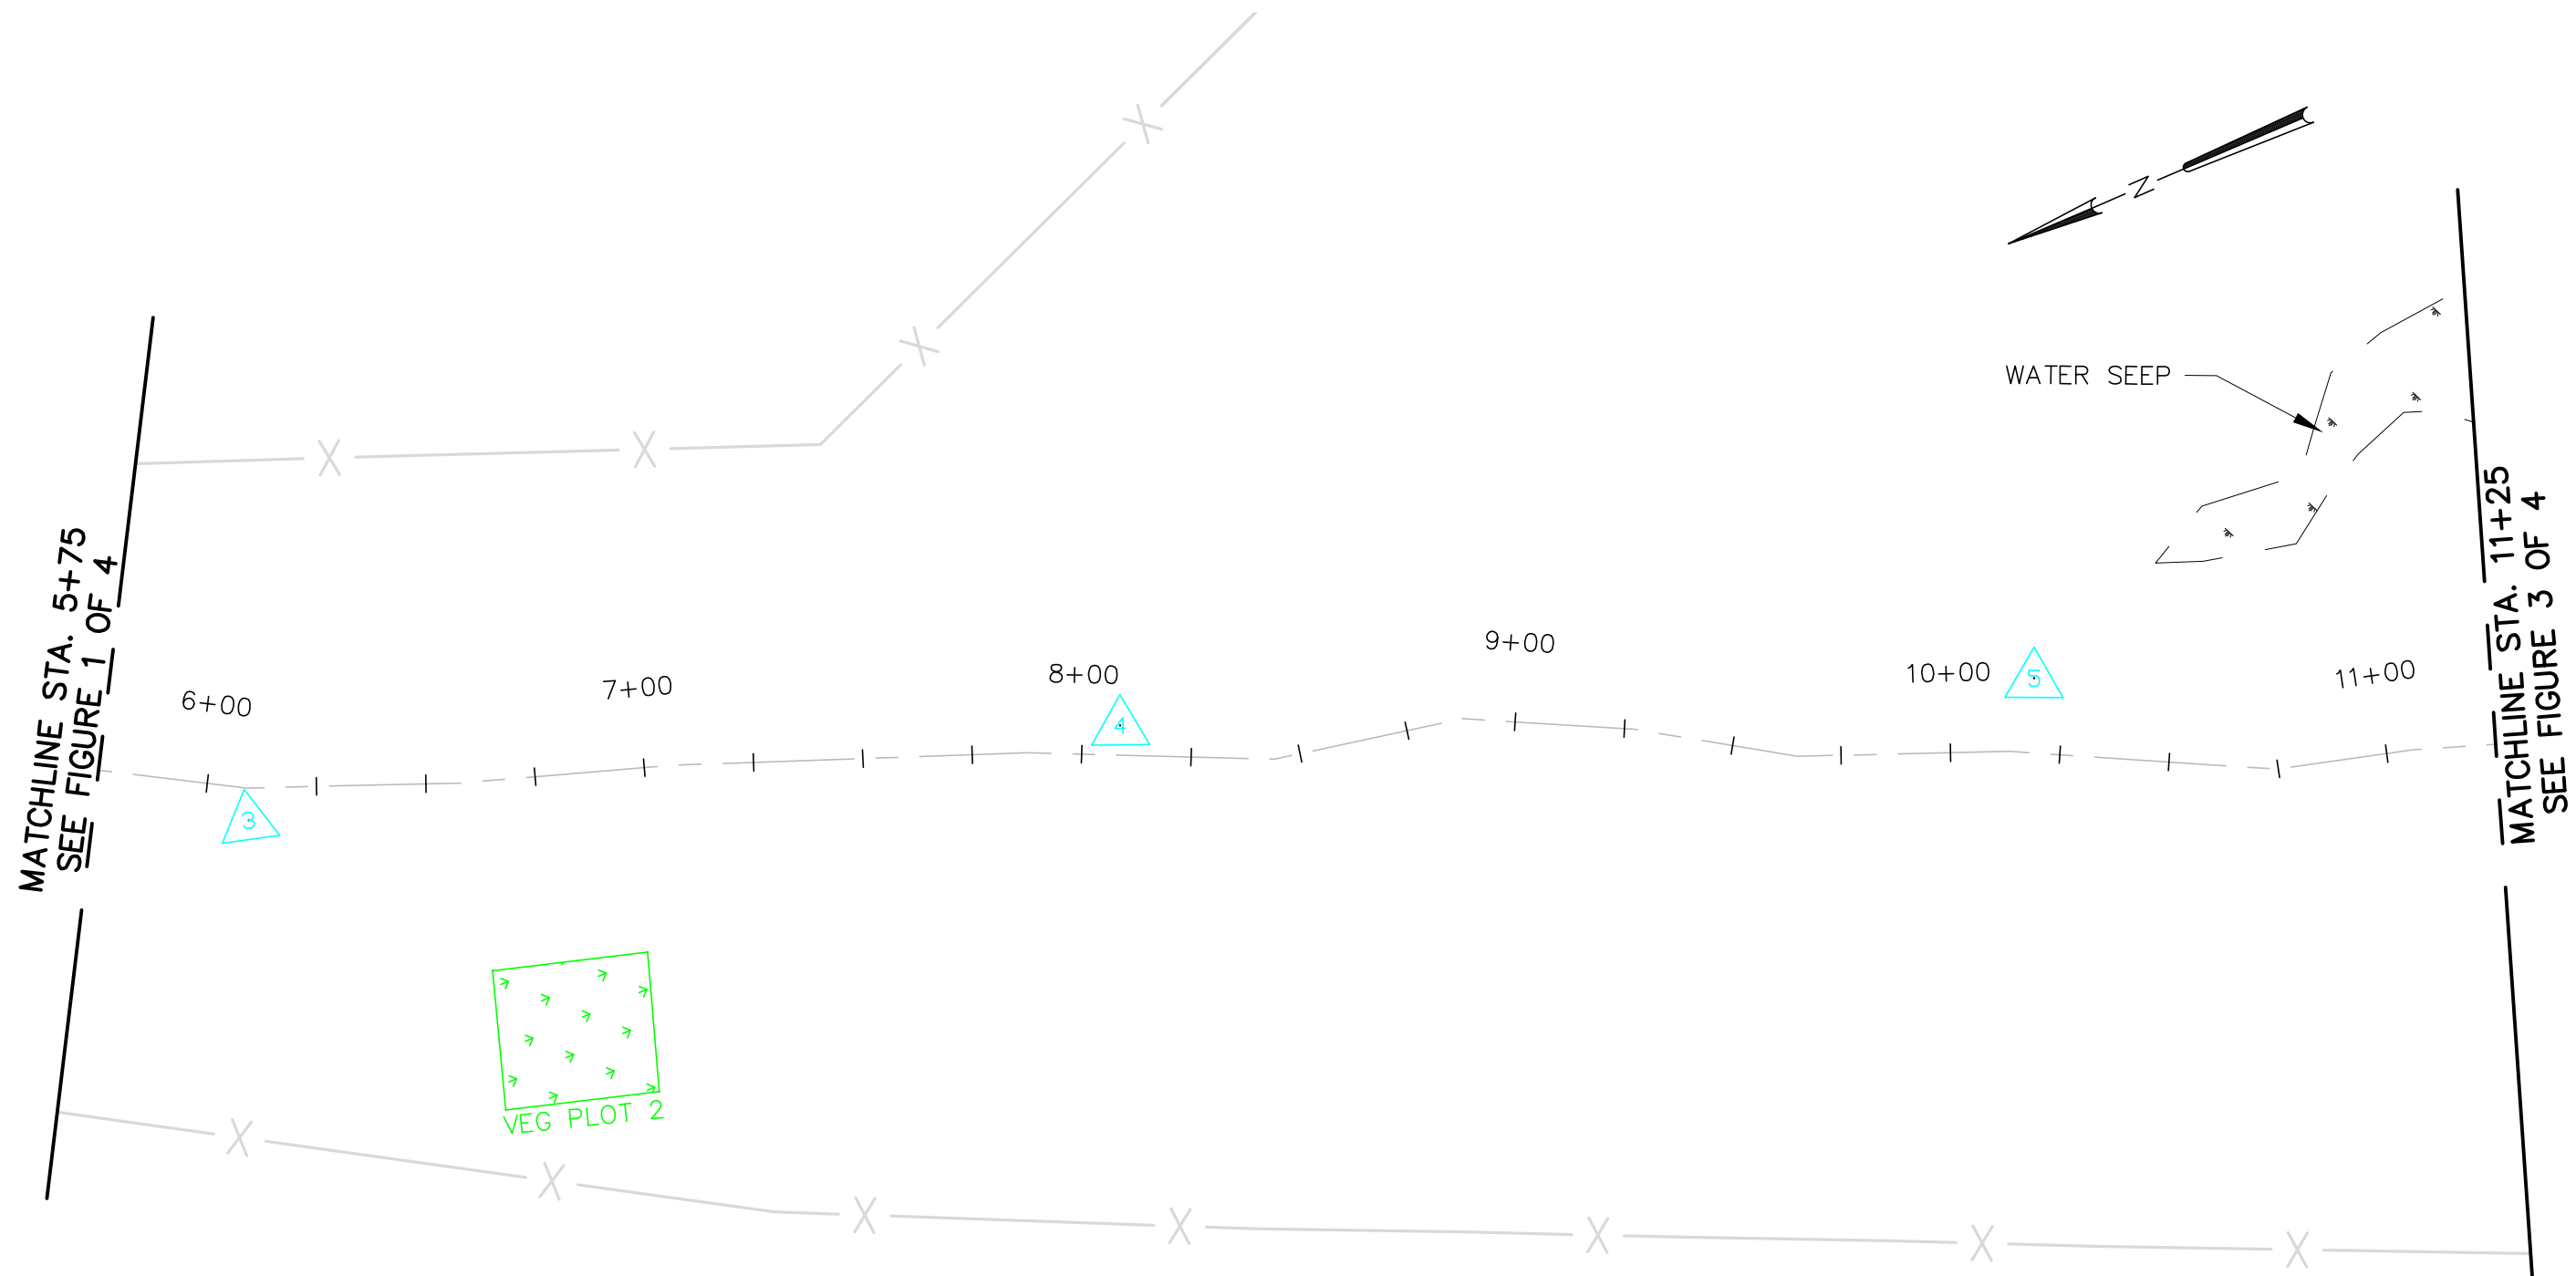 N
WATER SEEP
MATCHLINE STA. 5+75
SEE FIGURE 1 OF 4
6+00
7+00
8+00
9+00
10+00
11+00
3
4
5
MATCHLINE STA. 11+25
SEE FIGURE 3 OF 4
VEG PLOT 2